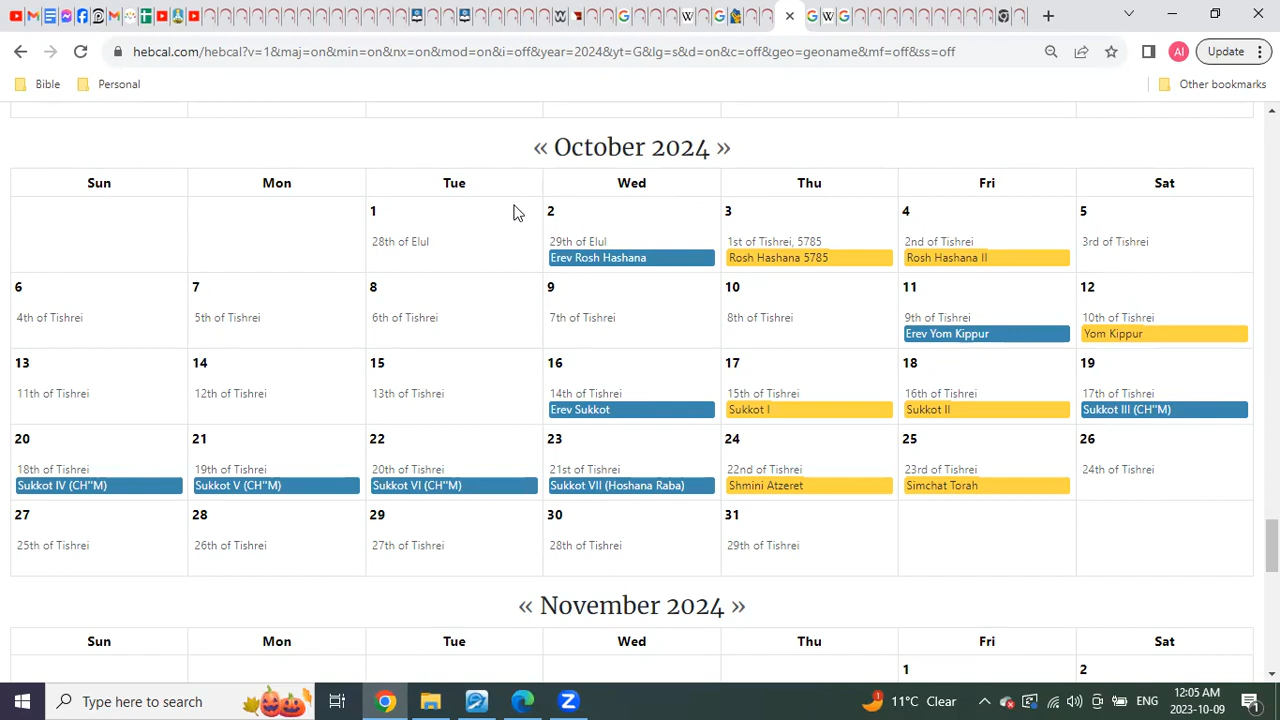 hebcal.com/hebcal?v=1&maj=on&min=on&nx=on&mod=on&i=off&year=2024&yt=G&lg=s&d=on&c=off&geo=geoname&mf=off&ss=off
AI
Update
Bible
Personal
Other bookmarks
« October 2024 »
Sun Mon Tue Wed Thu Fri Sat
1 2 3 4 5
28th of Elul 29th of Elul 1st of Tishrei, 5785 2nd of Tishrei 3rd of Tishrei
Erev Rosh Hashana Rosh Hashana 5785 Rosh Hashana II
6 7 8 9 10 11 12
4th of Tishrei 5th of Tishrei 6th of Tishrei 7th of Tishrei 8th of Tishrei 9th of Tishrei 10th of Tishrei
Erev Yom Kippur Yom Kippur
13 14 15 16 17 18 19
11th of Tishrei 12th of Tishrei 13th of Tishrei 14th of Tishrei 15th of Tishrei 16th of Tishrei 17th of Tishrei
Erev Sukkot Sukkot I Sukkot II Sukkot III (CH''M)
20 21 22 23 24 25 26
18th of Tishrei 19th of Tishrei 20th of Tishrei 21st of Tishrei 22nd of Tishrei 23rd of Tishrei 24th of Tishrei
Sukkot IV (CH''M) Sukkot V (CH''M) Sukkot VI (CH''M) Sukkot VII (Hoshana Raba) Shmini Atzeret Simchat Torah
27 28 29 30 31
25th of Tishrei 26th of Tishrei 27th of Tishrei 28th of Tishrei 29th of Tishrei
« November 2024 »
Sun Mon Tue Wed Thu Fri Sat
1 2
Type here to search
1
11°C Clear
ENG
12:05 AM
2023-10-09
1